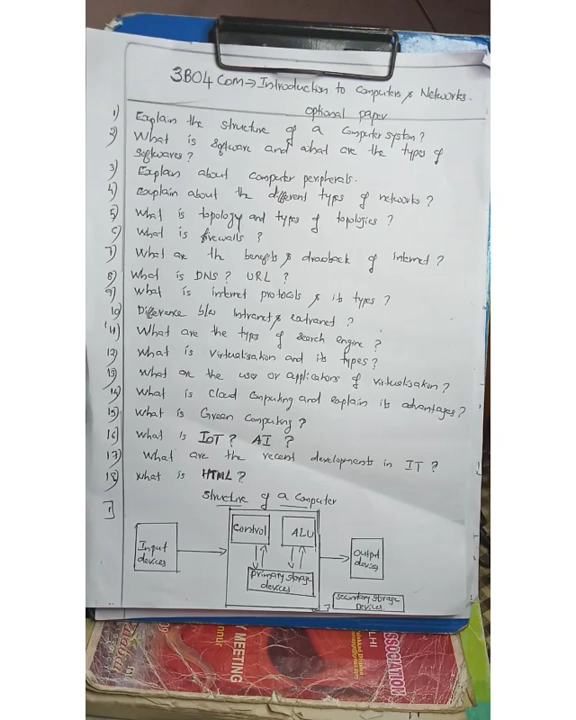 3B04 Com ⇒ Introduction to Computers & Networks.
optional paper
1) Explain the structure of a Computer system?
2) What is Software and what are the types of
Softwares?
3) Explain about computer peripherals.
4) Explain about the different types of networks?
5) What is topology and types of topologies?
6) What is firewalls?
7) What are the benefits & drawback of internet?
8) What is DNS? URL?
9) What is internet protocols & its types?
10) Difference b/w Intranet & extranet?
11) What are the types of search engine?
12) What is virtualisation and its types?
13) What are the uses or applications of virtualisation?
14) What is Cloud Computing and explain its advantages?
15) What is Green Computing?
16) What is IoT? AI?
17) What are the recent developments in IT?
18) What is HTML?
1] Structure of a Computer
Input devices
Control
ALU
primary storage
devices
Output
devices
Secondary storage
Devices
MEETING
ASSOCIATION